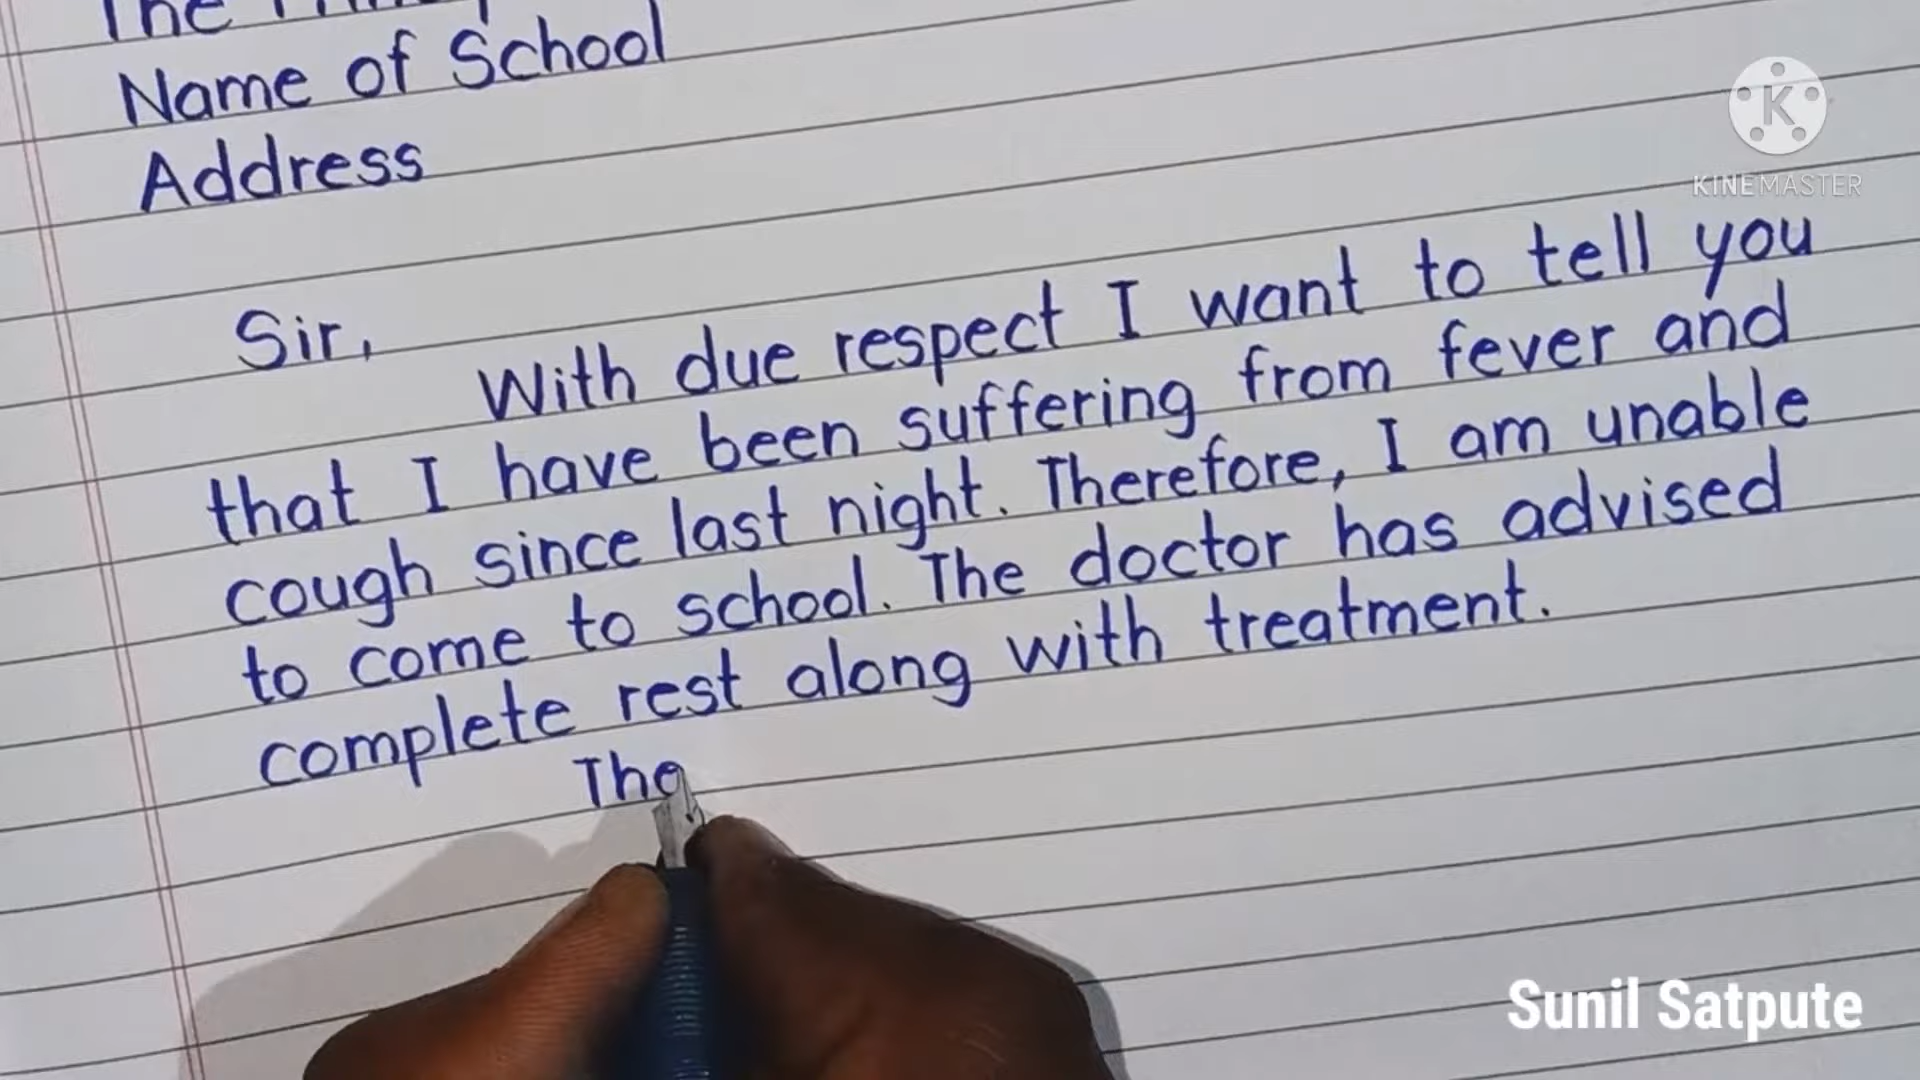 The
Name of School
Address
KINEMASTER
Sir,
With due respect I want to tell you
that I have been suffering from fever and
cough since last night. Therefore, I am unable
to come to school. The doctor has advised
complete rest along with treatment.
The
Sunil Satpute